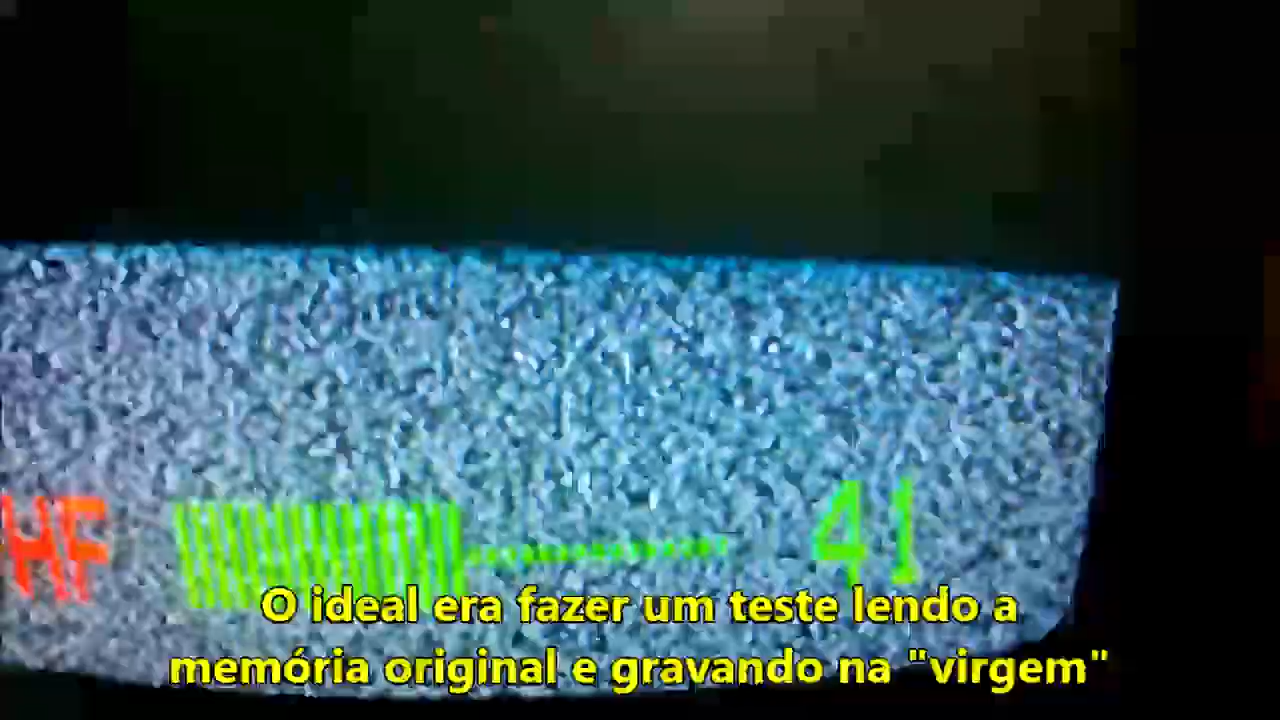 HF 41
O ideal era fazer um teste lendo a
memória original e gravando na "virgem"